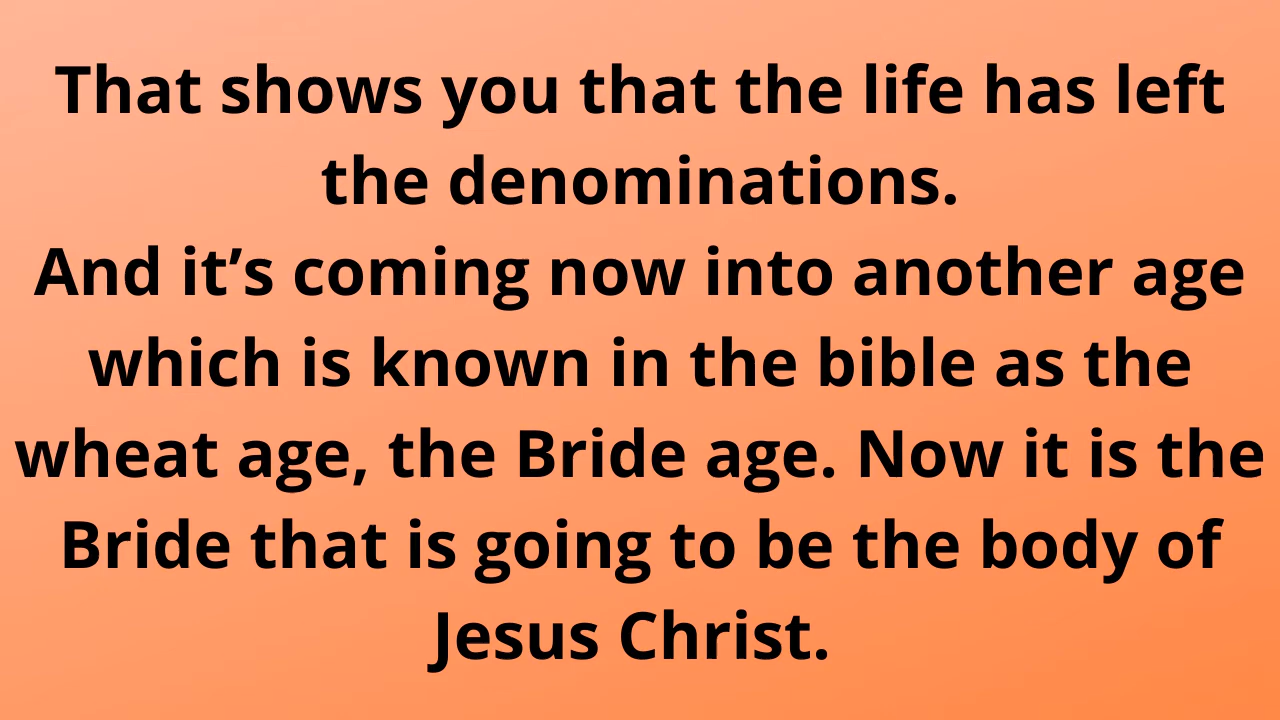 That shows you that the life has left
the denominations.
And it’s coming now into another age
which is known in the bible as the
wheat age, the Bride age. Now it is the
Bride that is going to be the body of
Jesus Christ.